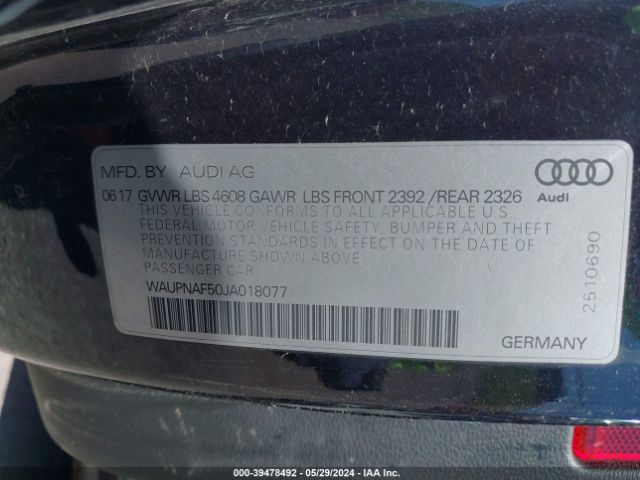 MFD. BY AUDI AG
0617 GVWR LBS 4608 GAWR LBS FRONT 2392 /REAR 2326
THIS VEHICLE CONFORMS TO ALL APPLICABLE U S
FEDERAL MOTOR VEHICLE SAFETY, BUMPER AND THEFT
PREVENTION STANDARDS IN EFFECT ON THE DATE OF
MANUFACTURE SHOWN ABOVE
PASSENGER CAR
WAUPNAF50JA018077
Audi
2510690
GERMANY
000-39478492 - 05/29/2024 - IAA Inc.